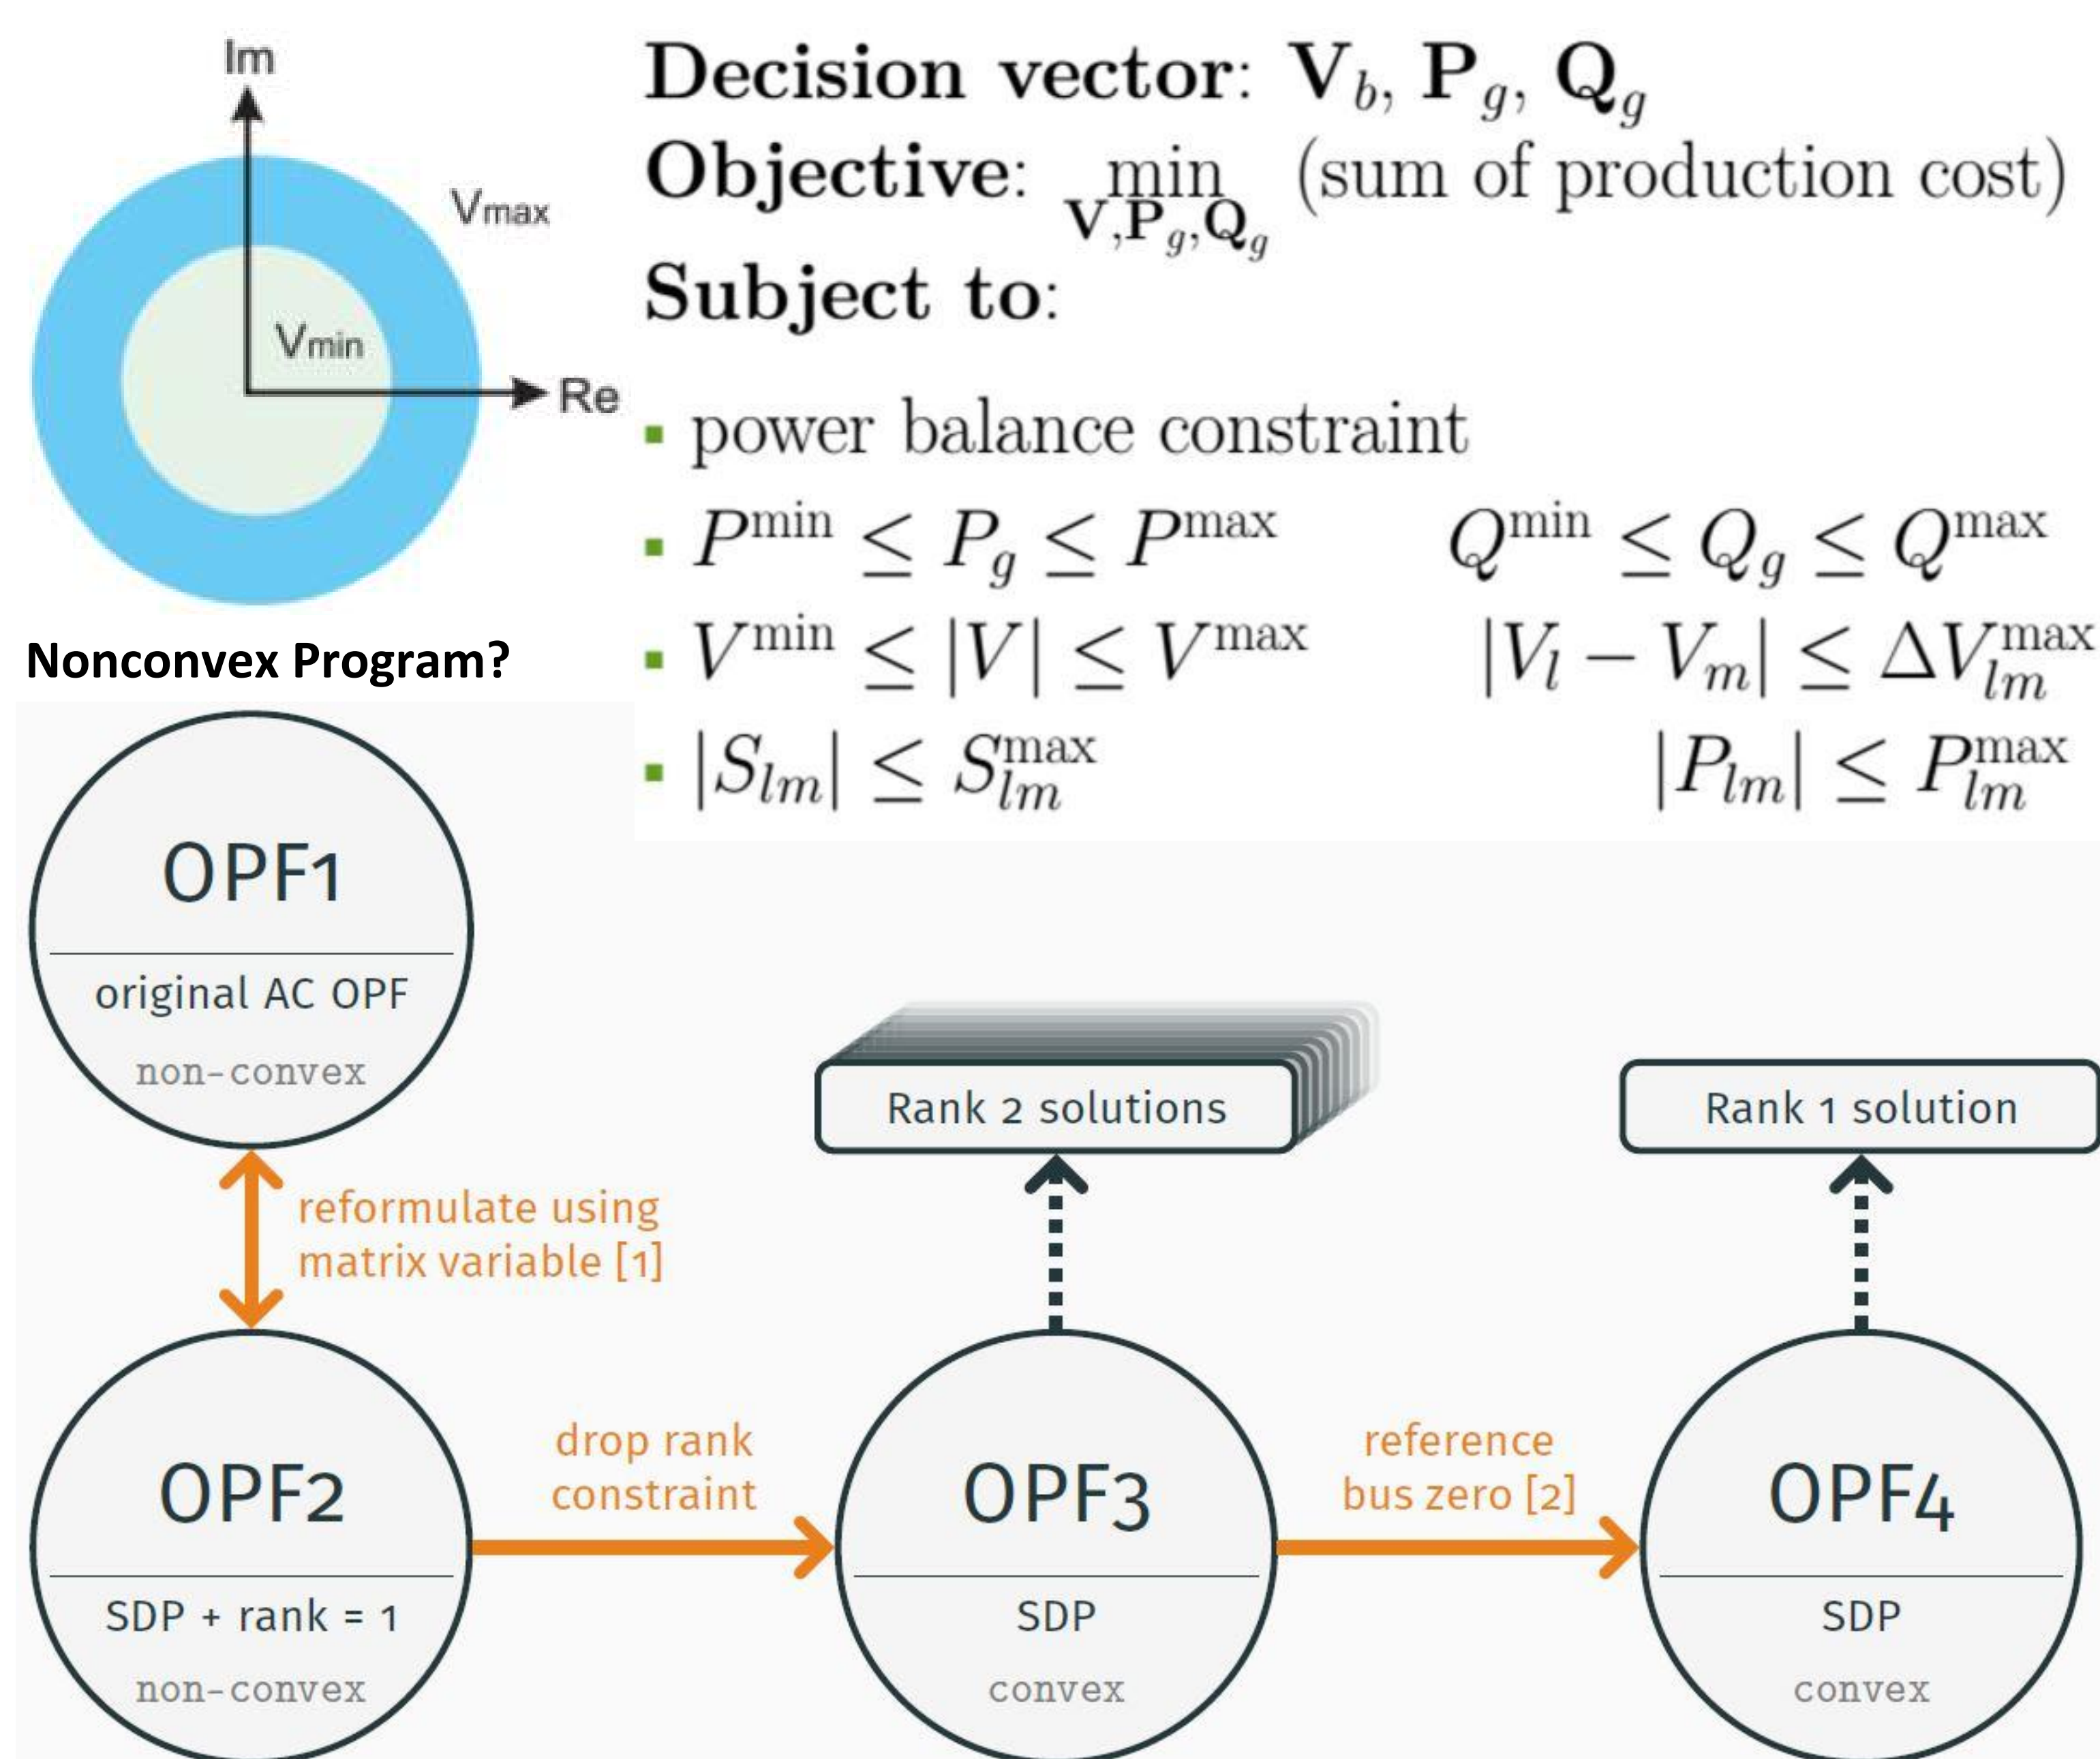 Im
Vmax
Vmin
Re
Nonconvex Program?
Decision vector: V_b, P_g, Q_g
Objective: min (sum of production cost)
V,P_g,Q_g
Subject to:
▪ power balance constraint
▪ P^min ≤ P_g ≤ P^max Q^min ≤ Q_g ≤ Q^max
▪ V^min ≤ |V| ≤ V^max |V_l − V_m| ≤ ΔV_lm^max
▪ |S_lm| ≤ S_lm^max |P_lm| ≤ P_lm^max
OPF1
original AC OPF
non-convex
reformulate using
matrix variable [1]
OPF2
SDP + rank = 1
non-convex
drop rank
constraint
Rank 2 solutions
OPF3
SDP
convex
reference
bus zero [2]
Rank 1 solution
OPF4
SDP
convex